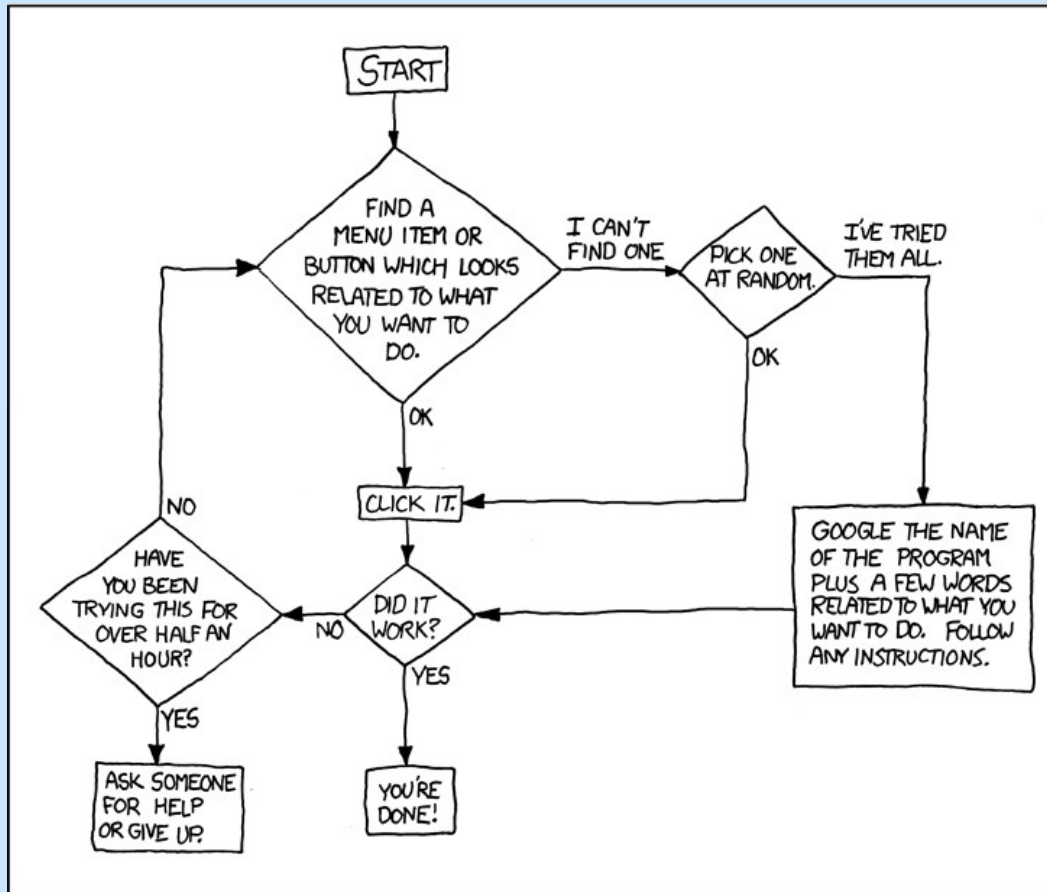 START
FIND A
MENU ITEM OR
BUTTON WHICH LOOKS
RELATED TO WHAT
YOU WANT TO
DO.
I CAN'T
FIND ONE
PICK ONE
AT RANDOM.
I'VE TRIED
THEM ALL.
OK
OK
CLICK IT.
GOOGLE THE NAME
OF THE PROGRAM
PLUS A FEW WORDS
RELATED TO WHAT YOU
WANT TO DO. FOLLOW
ANY INSTRUCTIONS.
DID IT
WORK?
NO
YES
YOU'RE
DONE!
HAVE
YOU BEEN
TRYING THIS FOR
OVER HALF AN
HOUR?
NO
YES
ASK SOMEONE
FOR HELP
OR GIVE UP.